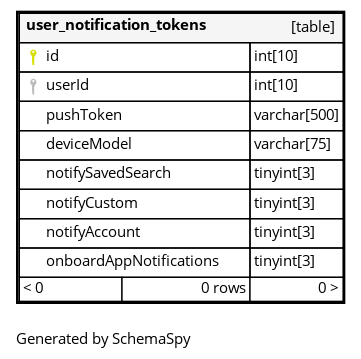 user_notification_tokens [table]
id int[10]
userId int[10]
pushToken varchar[500]
deviceModel varchar[75]
notifySavedSearch tinyint[3]
notifyCustom tinyint[3]
notifyAccount tinyint[3]
onboardAppNotifications tinyint[3]
< 0 0 rows 0 >
Generated by SchemaSpy